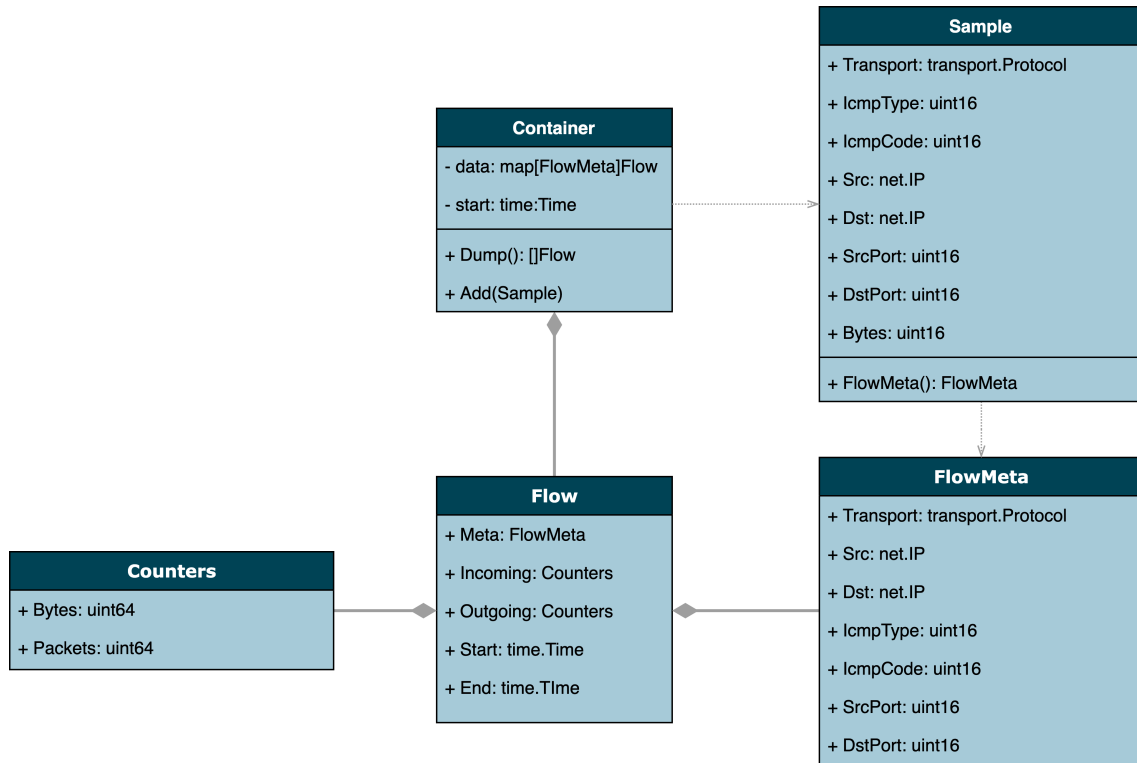 Sample
+ Transport: transport.Protocol
+ IcmpType: uint16
+ IcmpCode: uint16
+ Src: net.IP
+ Dst: net.IP
+ SrcPort: uint16
+ DstPort: uint16
+ Bytes: uint16
+ FlowMeta(): FlowMeta
Container
- data: map[FlowMeta]Flow
- start: time:Time
+ Dump(): []Flow
+ Add(Sample)
Flow
+ Meta: FlowMeta
+ Incoming: Counters
+ Outgoing: Counters
+ Start: time.Time
+ End: time.TIme
Counters
+ Bytes: uint64
+ Packets: uint64
FlowMeta
+ Transport: transport.Protocol
+ Src: net.IP
+ Dst: net.IP
+ IcmpType: uint16
+ IcmpCode: uint16
+ SrcPort: uint16
+ DstPort: uint16